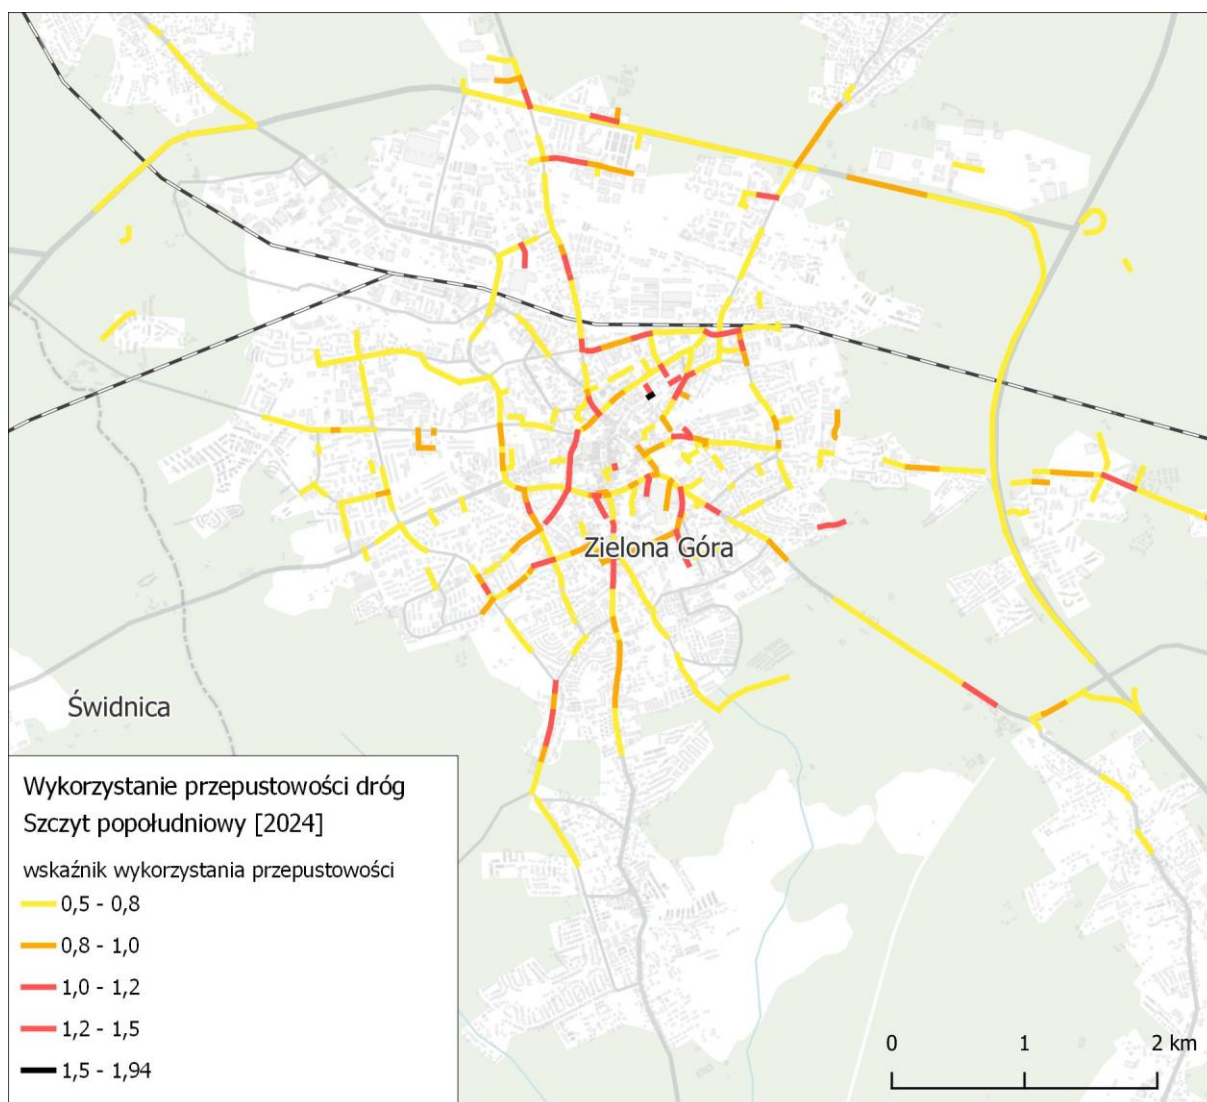 Zielona Góra
Świdnica
Wykorzystanie przepustowości dróg
Szczyt popołudniowy [2024]
wskaźnik wykorzystania przepustowości
0,5 - 0,8
0,8 - 1,0
1,0 - 1,2
1,2 - 1,5
1,5 - 1,94
0 1 2 km